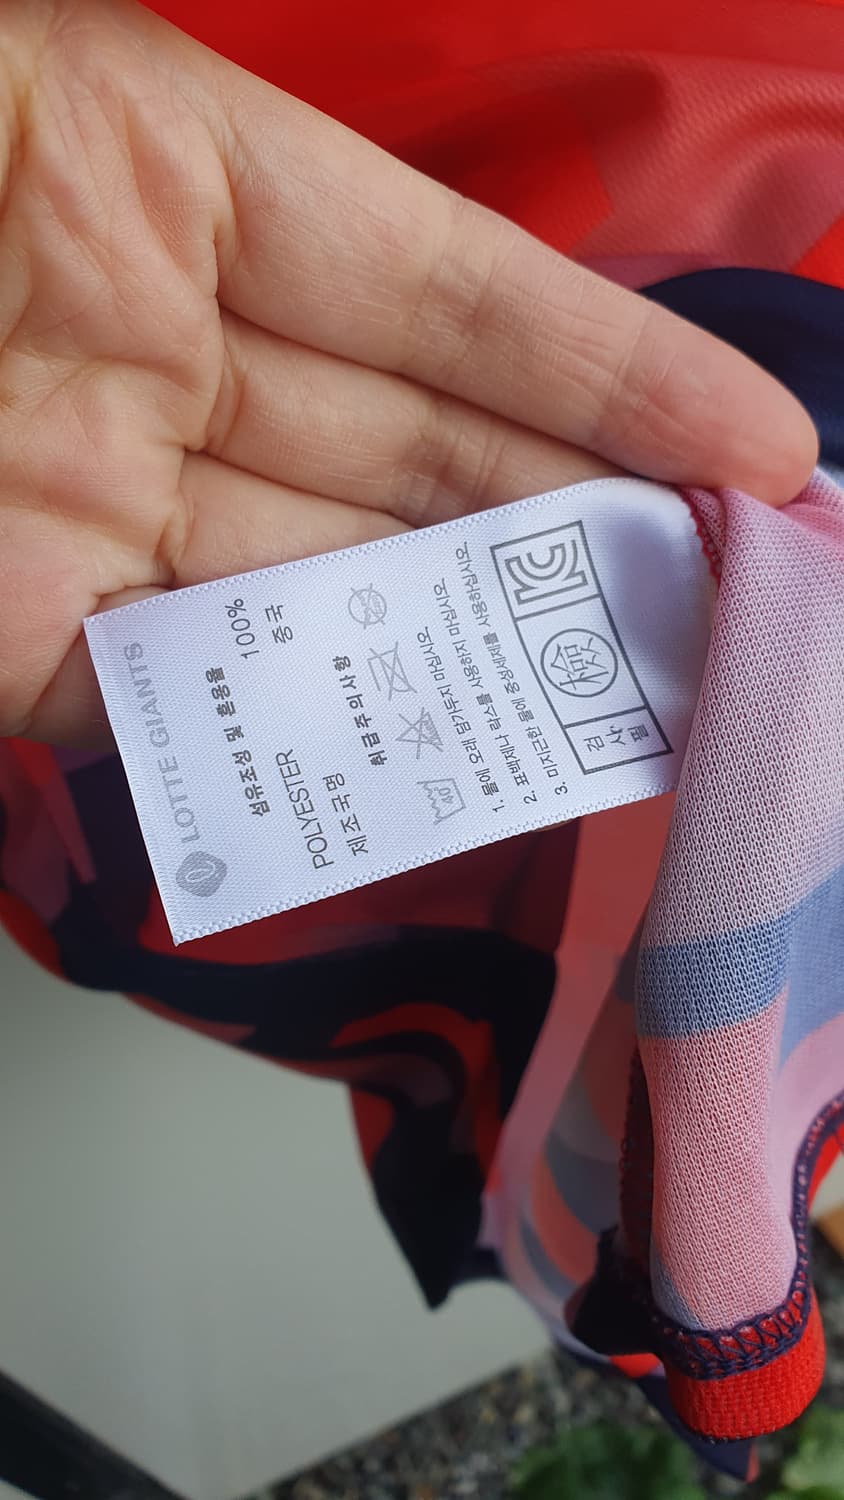 LOTTE GIANTS
섬유조성 및 혼용율
POLYESTER 100%
제조국명 중국
취급주의사항
40
1. 물에 오래 담가두지 마십시오.
2. 표백제나 락스를 사용하지 마십시오.
3. 미지근한 물에 중성세제를 사용하십시오.
검사필 檢 KC